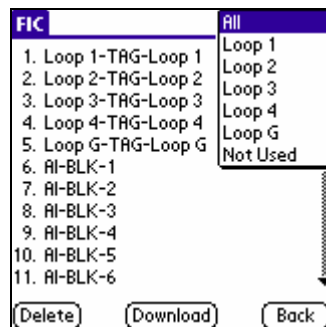 FIC
1. Loop 1-TAG-Loop 1
2. Loop 2-TAG-Loop 2
3. Loop 3-TAG-Loop 3
4. Loop 4-TAG-Loop 4
5. Loop G-TAG-Loop G
6. AI-BLK-1
7. AI-BLK-2
8. AI-BLK-3
9. AI-BLK-4
10. AI-BLK-5
11. AI-BLK-6
All
Loop 1
Loop 2
Loop 3
Loop 4
Loop G
Not Used
Delete Download Back